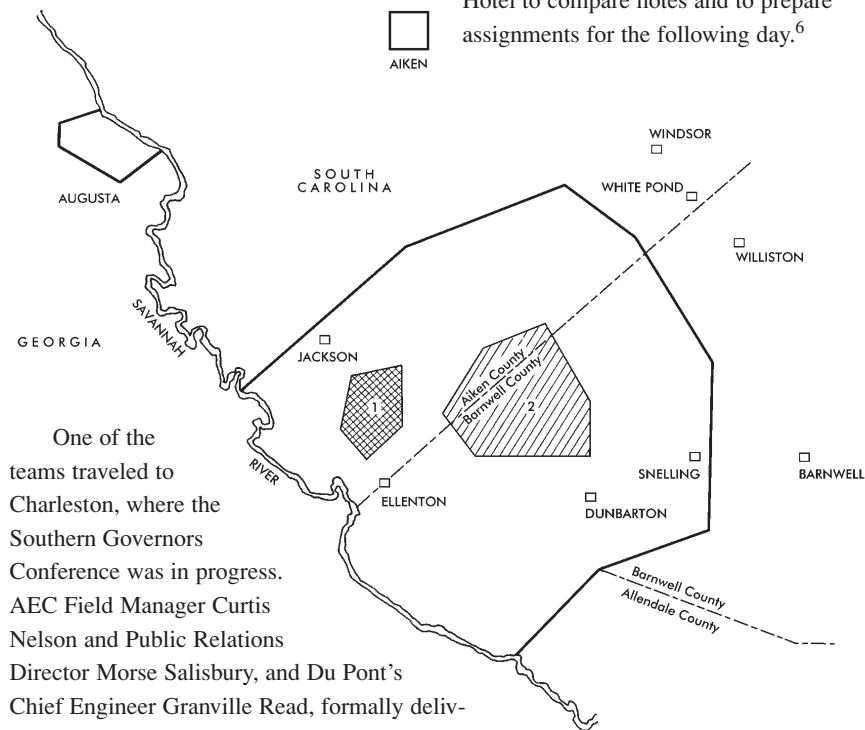 Hotel to compare notes and to prepare
assignments for the following day.6
AIKEN
WINDSOR
SOUTH
CAROLINA
WHITE POND
AUGUSTA
WILLISTON
SAVANNAH
GEORGIA
JACKSON
Aiken County
Barnwell County
1
2
RIVER
ELLENTON
SNELLING
BARNWELL
DUNBARTON
Barnwell County
Allendale County
One of the
teams traveled to
Charleston, where the
Southern Governors
Conference was in progress.
AEC Field Manager Curtis
Nelson and Public Relations
Director Morse Salisbury, and Du Pont's
Chief Engineer Granville Read, formally deliv-